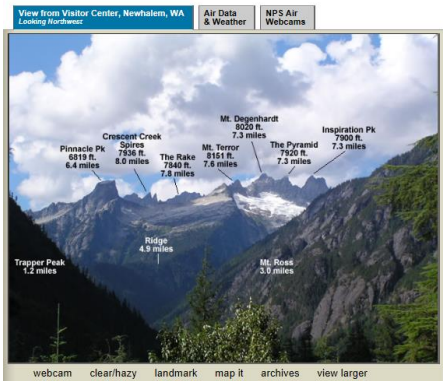 View from Visitor Center, Newhalem, WA
Looking Northwest
Air Data
& Weather
NPS Air
Webcams
Mt. Degenhardt
8020 ft.
7.3 miles
Inspiration Pk
7900 ft.
7.3 miles
Crescent Creek
Spires
7936 ft.
8.0 miles
Pinnacle Pk
6819 ft.
6.4 miles
The Rake
7840 ft.
7.8 miles
Mt. Terror
8151 ft.
7.6 miles
The Pyramid
7920 ft.
7.3 miles
Ridge
4.9 miles
Trapper Peak
1.2 miles
Mt. Ross
3.0 miles
webcam clear/hazy landmark map it archives view larger